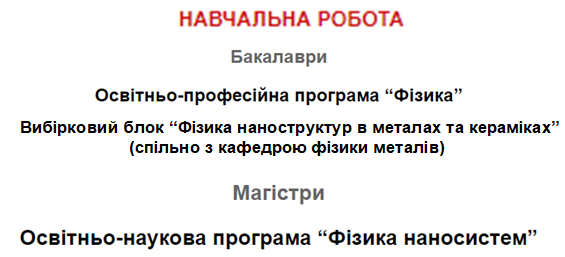 НАВЧАЛЬНА РОБОТА
Бакалаври
Освітньо-професійна програма “Фізика”
Вибірковий блок “Фізика наноструктур в металах та кераміках”
(спільно з кафедрою фізики металів)
Магістри
Освітньо-наукова програма “Фізика наносистем”